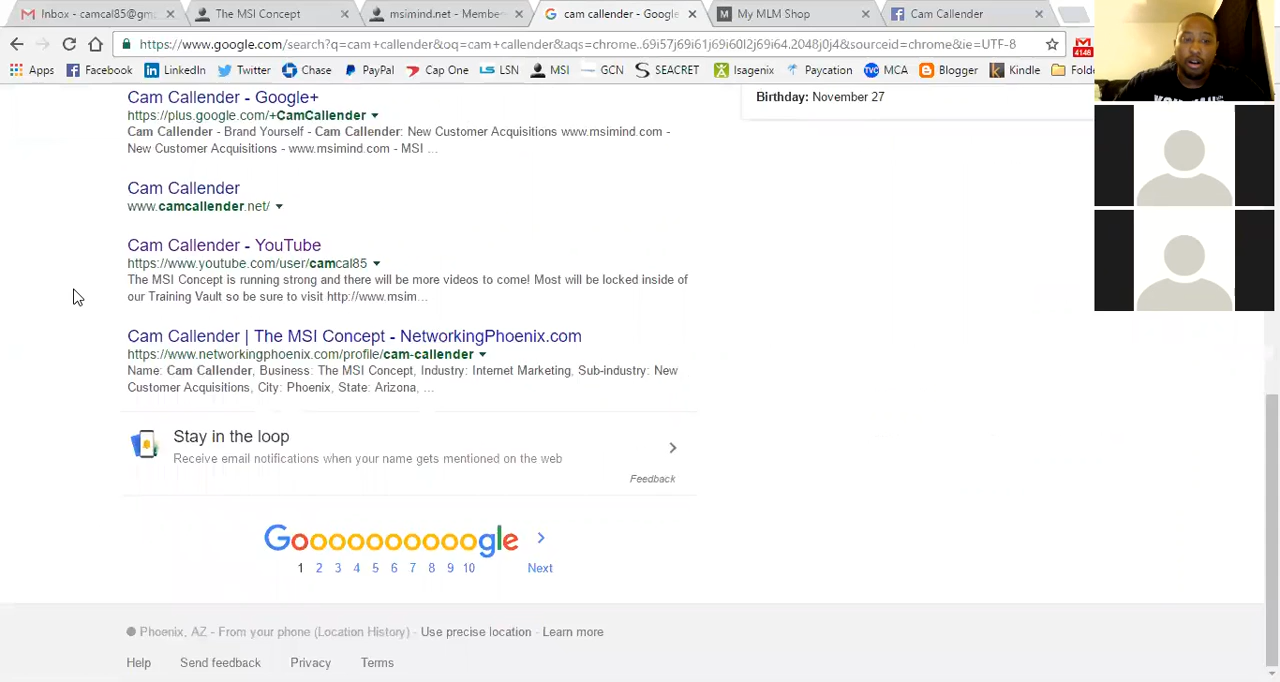 Inbox - camcal85@gm
The MSI Concept
msimind.net - Membe
cam callender - Google
My MLM Shop
Cam Callender
https://www.google.com/search?q=cam+callender&oq=cam+callender&aqs=chrome..69i57j69i61j69i60l2j69i64.2048j0j4&sourceid=chrome&ie=UTF-8
4146
Apps Facebook LinkedIn Twitter Chase PayPal Cap One LS LSN MSI GCN SEACRET Isagenix Paycation TVC MCA Blogger Kindle Folde
Cam Callender - Google+
https://plus.google.com/+CamCallender
Cam Callender - Brand Yourself - Cam Callender: New Customer Acquisitions www.msimind.com -
New Customer Acquisitions - www.msimind.com - MSI ...
Birthday: November 27
Cam Callender
www.camcallender.net/
Cam Callender - YouTube
https://www.youtube.com/user/camcal85
The MSI Concept is running strong and there will be more videos to come! Most will be locked inside of
our Training Vault so be sure to visit http://www.msim...
Cam Callender | The MSI Concept - NetworkingPhoenix.com
https://www.networkingphoenix.com/profile/cam-callender
Name: Cam Callender, Business: The MSI Concept, Industry: Internet Marketing, Sub-industry: New
Customer Acquisitions, City: Phoenix, State: Arizona, ...
Stay in the loop
Receive email notifications when your name gets mentioned on the web
Feedback
Goooooooooogle
1 2 3 4 5 6 7 8 9 10 Next
Phoenix, AZ - From your phone (Location History) - Use precise location - Learn more
Help Send feedback Privacy Terms